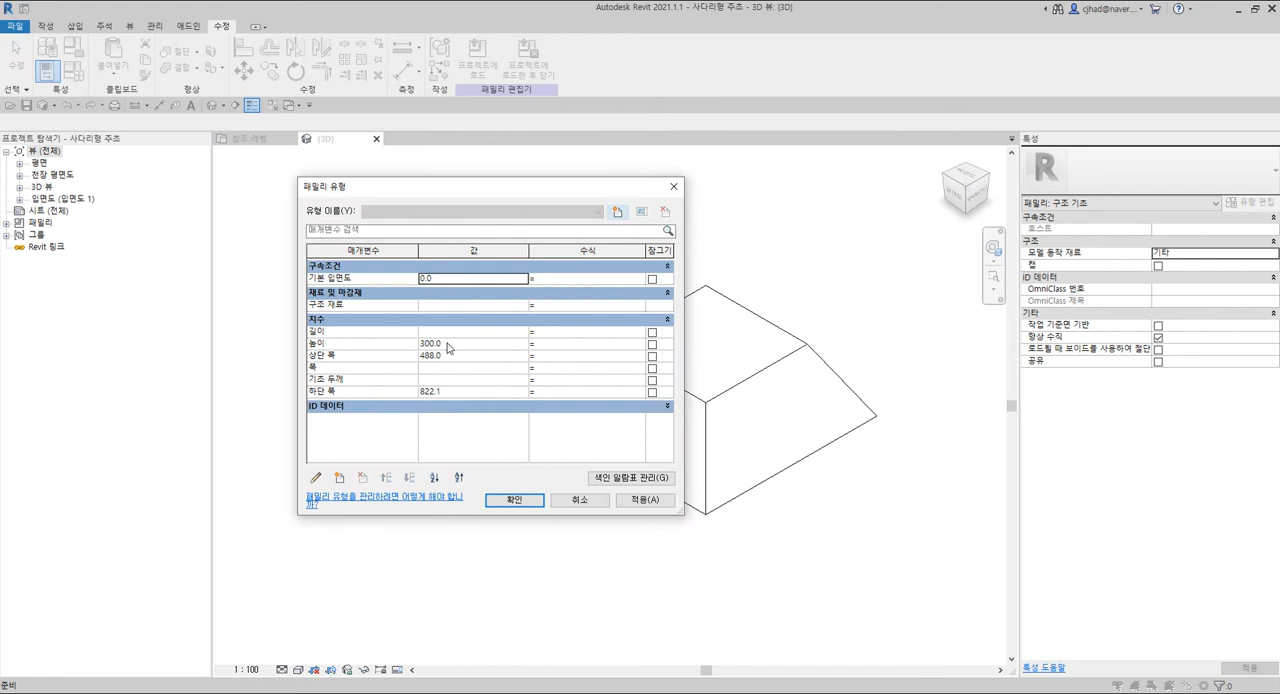 Autodesk Revit 2021.1.1 - 사다리형 주초 - 3D 뷰: {3D}
cjhad@naver....
파일 작성 삽입 주석 뷰 관리 애드인 수정
수정
붙여넣기
절단
결합
프로젝트에 로드
프로젝트에 로드한 후 닫기
선택 특성 클립보드 형상 수정 측정 작성 패밀리 편집기
프로젝트 탐색기 - 사다리형 주초
뷰 (전체)
평면
천장 평면도
3D 뷰
입면도 (입면도 1)
시트 (전체)
패밀리
그룹
Revit 링크
참조 레벨
{3D}
패밀리 유형
유형 이름(Y):
매개변수 검색
매개변수 값 수식 잠그기
구속조건
기본 입면도 0.0 =
재료 및 마감재
구조 재료 =
치수
길이 =
높이 300.0 =
상단 폭 488.0 =
폭 =
기초 두께 =
하단 폭 822.1 =
ID 데이터
색인 일람표 관리(G)
패밀리 유형을 관리하려면 어떻게 해야 합니까?
확인 취소 적용(A)
특성
패밀리: 구조 기초 유형 편집
구속조건
호스트
구조
모델 동작 재료 기타
캡
ID 데이터
OmniClass 번호
OmniClass 제목
기타
작업 기준면 기반
항상 수직
로드될 때 보이드를 사용하여 절단
공유
특성 도움말 적용
1 : 100
준비
:0